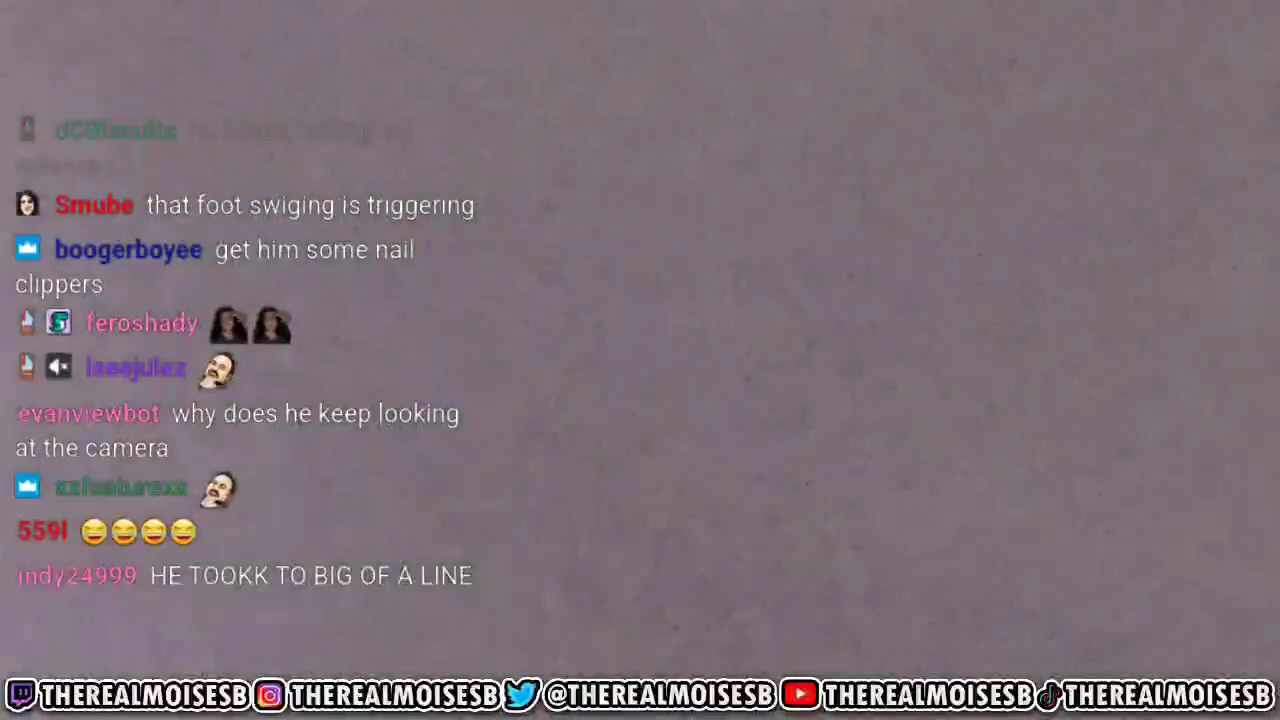 Smube that foot swiging is triggering
boogerboyee get him some nail
clippers
feroshady
evanviewbot why does he keep looking
at the camera
559l
indy24999 HE TOOKK TO BIG OF A LINE
THEREALMOISESB THEREALMOISESB @THEREALMOISESB THEREALMOISESB THEREALMOISESB